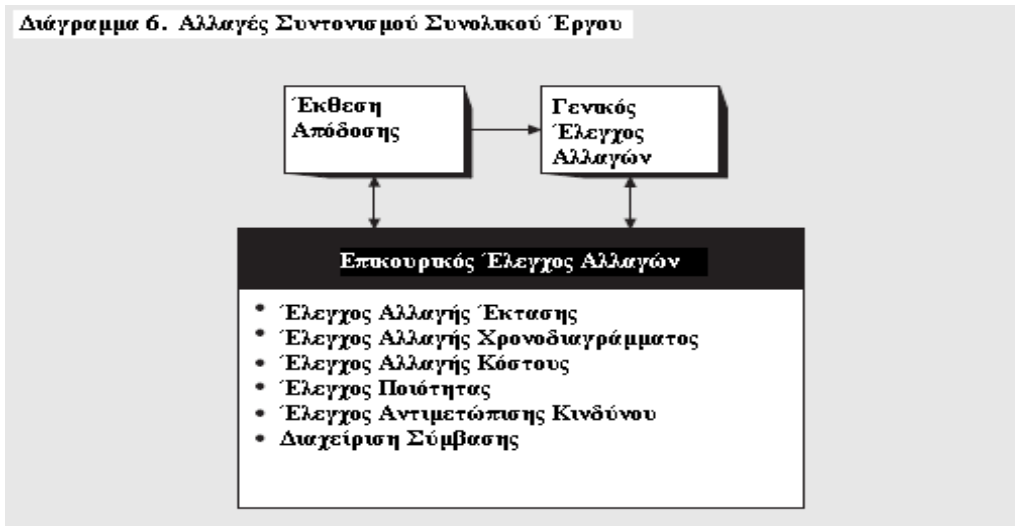 Διάγραμμα 6. Αλλαγές Συντονισμού Συνολικού Έργου
Έκθεση
Απόδοσης
Γενικός
Έλεγχος
Αλλαγών
Επικουρικός Έλεγχος Αλλαγών
• Έλεγχος Αλλαγής Έκτασης
• Έλεγχος Αλλαγής Χρονοδιαγράμματος
• Έλεγχος Αλλαγής Κόστους
• Έλεγχος Ποιότητας
• Έλεγχος Αντιμετώπισης Κινδύνου
• Διαχείριση Σύμβασης